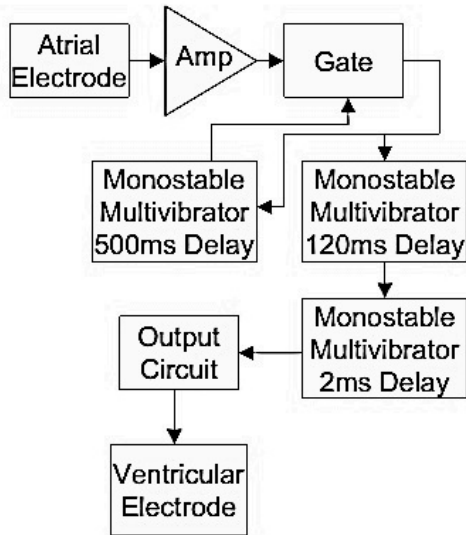 Atrial
Electrode
Amp
Gate
Monostable
Multivibrator
500ms Delay
Monostable
Multivibrator
120ms Delay
Monostable
Multivibrator
2ms Delay
Output
Circuit
Ventricular
Electrode